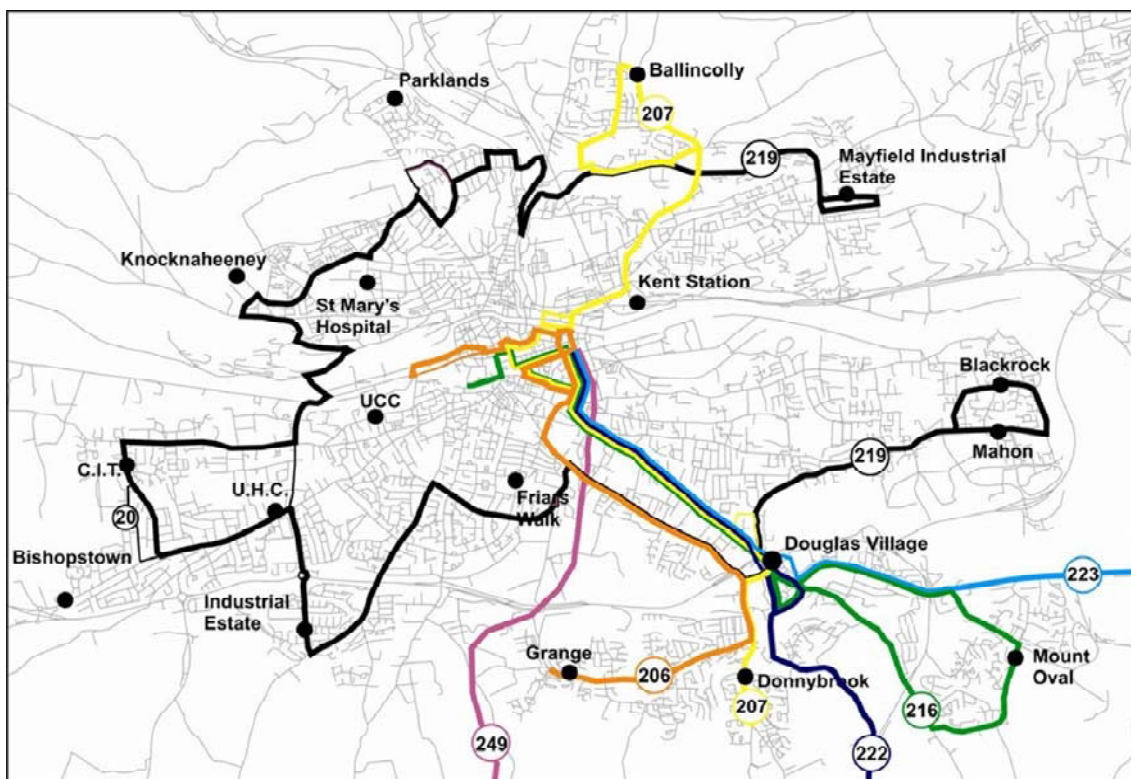 Parklands
Ballincolly
207
219
Mayfield Industrial
Estate
Knocknaheeney
St Mary's
Hospital
Kent Station
Blackrock
UCC
219
Mahon
C.I.T.
U.H.C.
Friars
Walk
20
Bishopstown
Douglas Village
223
Industrial
Estate
Grange
206
Donnybrook
Mount
Oval
207
216
249
222